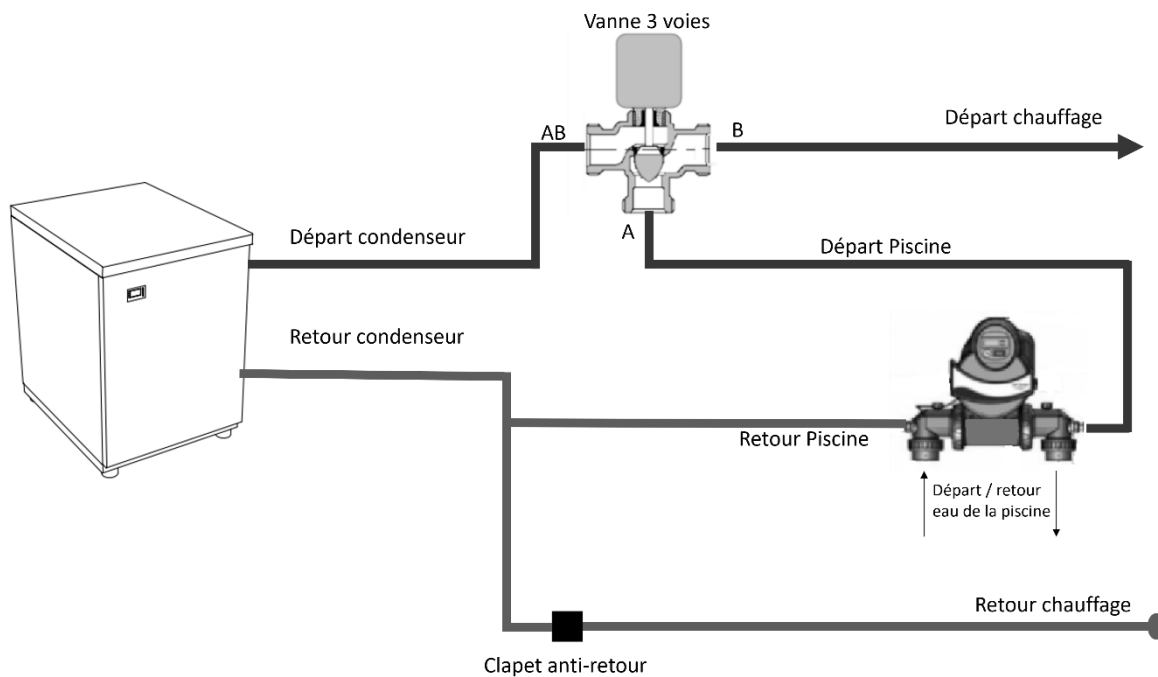 Vanne 3 voies
AB
B
Départ chauffage
A
Départ condenseur
Départ Piscine
Retour condenseur
Retour Piscine
Départ / retour
eau de la piscine
Retour chauffage
Clapet anti-retour